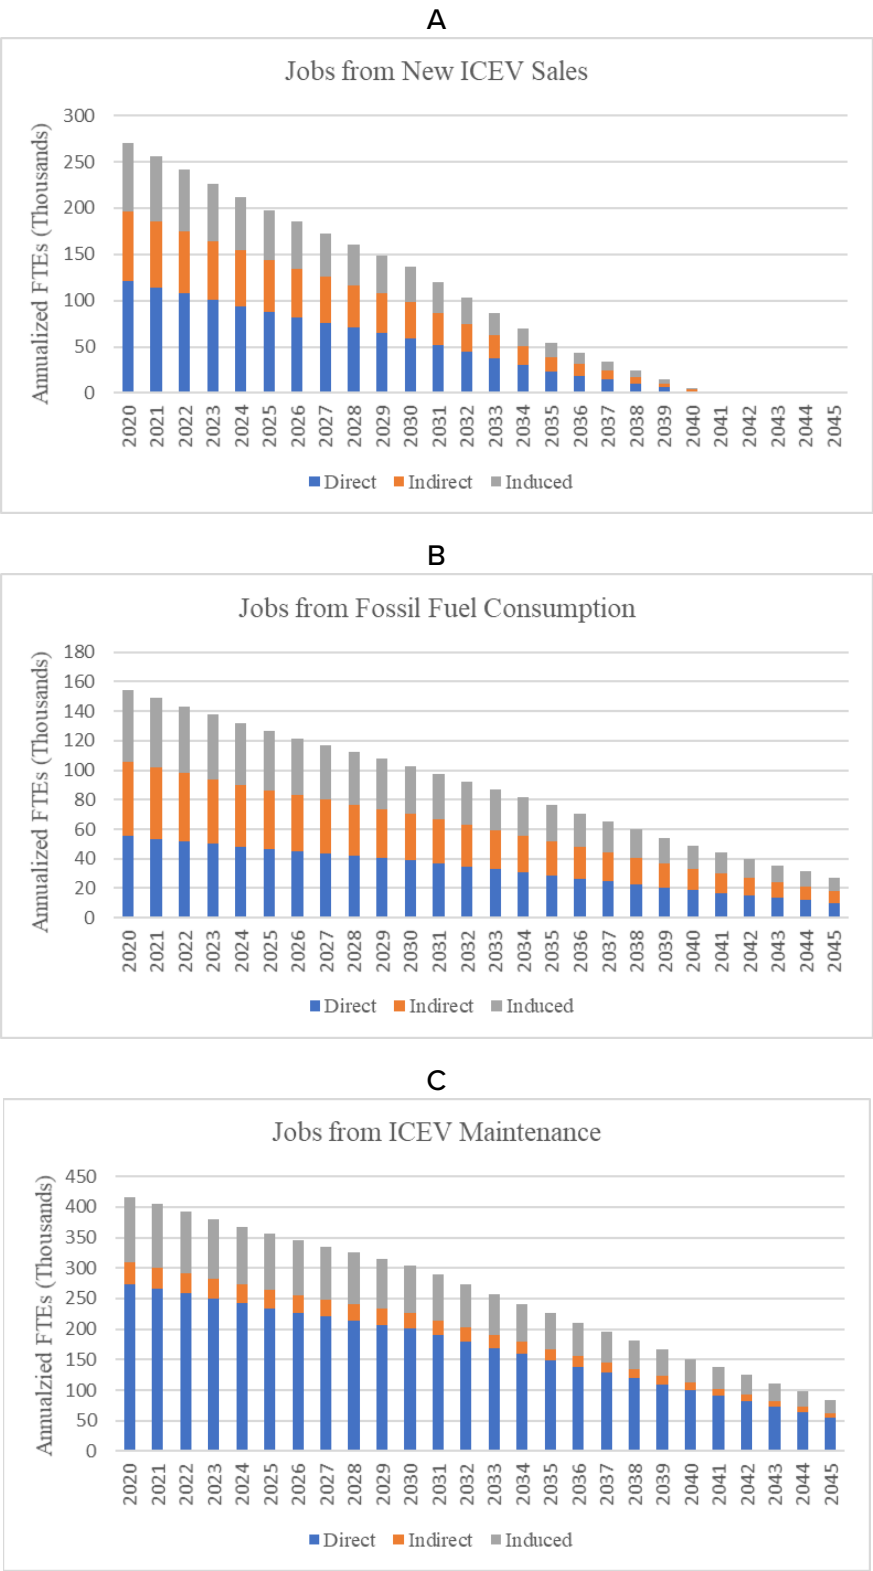 A
Jobs from New ICEV Sales
Annualized FTEs (Thousands)
300
250
200
150
100
50
0
2020 2021 2022 2023 2024 2025 2026 2027 2028 2029 2030 2031 2032 2033 2034 2035 2036 2037 2038 2039 2040 2041 2042 2043 2044 2045
Direct Indirect Induced
B
Jobs from Fossil Fuel Consumption
Annualized FTEs (Thousands)
180
160
140
120
100
80
60
40
20
0
2020 2021 2022 2023 2024 2025 2026 2027 2028 2029 2030 2031 2032 2033 2034 2035 2036 2037 2038 2039 2040 2041 2042 2043 2044 2045
Direct Indirect Induced
C
Jobs from ICEV Maintenance
Annualzied FTEs (Thousands)
450
400
350
300
250
200
150
100
50
0
2020 2021 2022 2023 2024 2025 2026 2027 2028 2029 2030 2031 2032 2033 2034 2035 2036 2037 2038 2039 2040 2041 2042 2043 2044 2045
Direct Indirect Induced